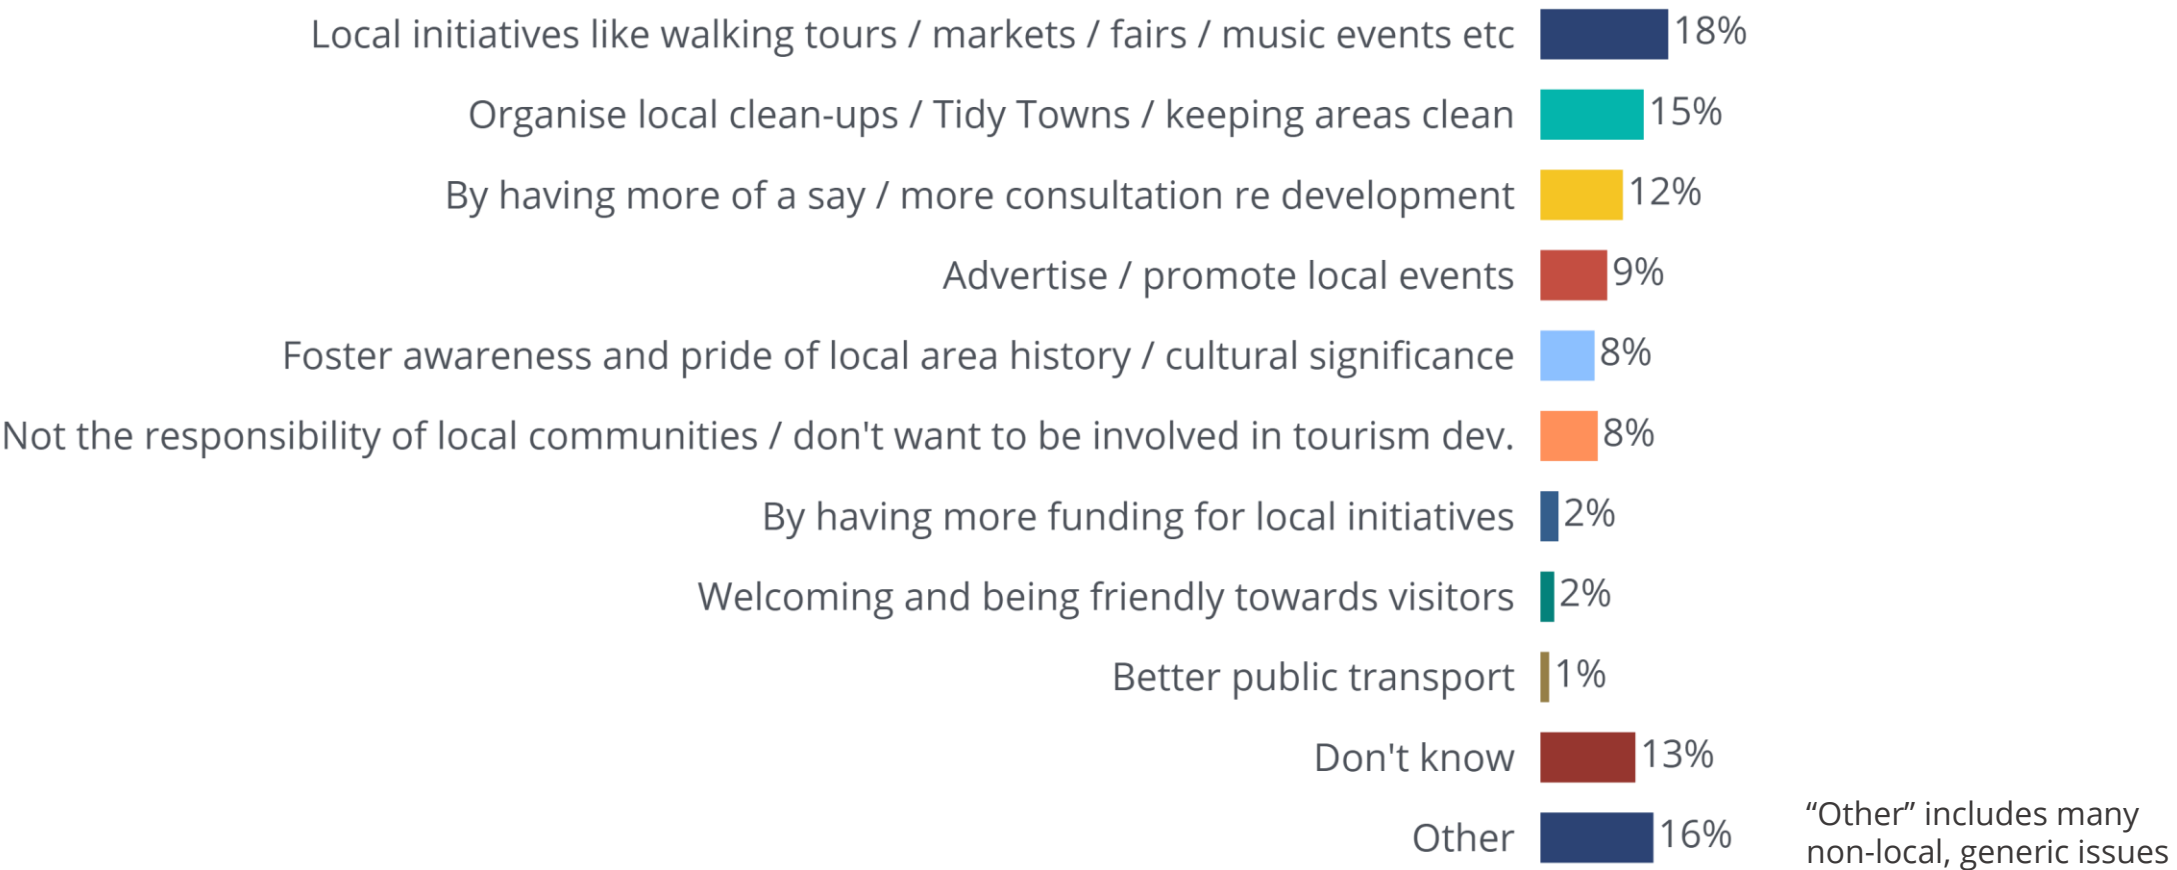 Local initiatives like walking tours / markets / fairs / music events etc 18%
Organise local clean-ups / Tidy Towns / keeping areas clean 15%
By having more of a say / more consultation re development 12%
Advertise / promote local events 9%
Foster awareness and pride of local area history / cultural significance 8%
Not the responsibility of local communities / don't want to be involved in tourism dev. 8%
By having more funding for local initiatives 2%
Welcoming and being friendly towards visitors 2%
Better public transport 1%
Don't know 13%
Other 16%
“Other” includes many
non-local, generic issues